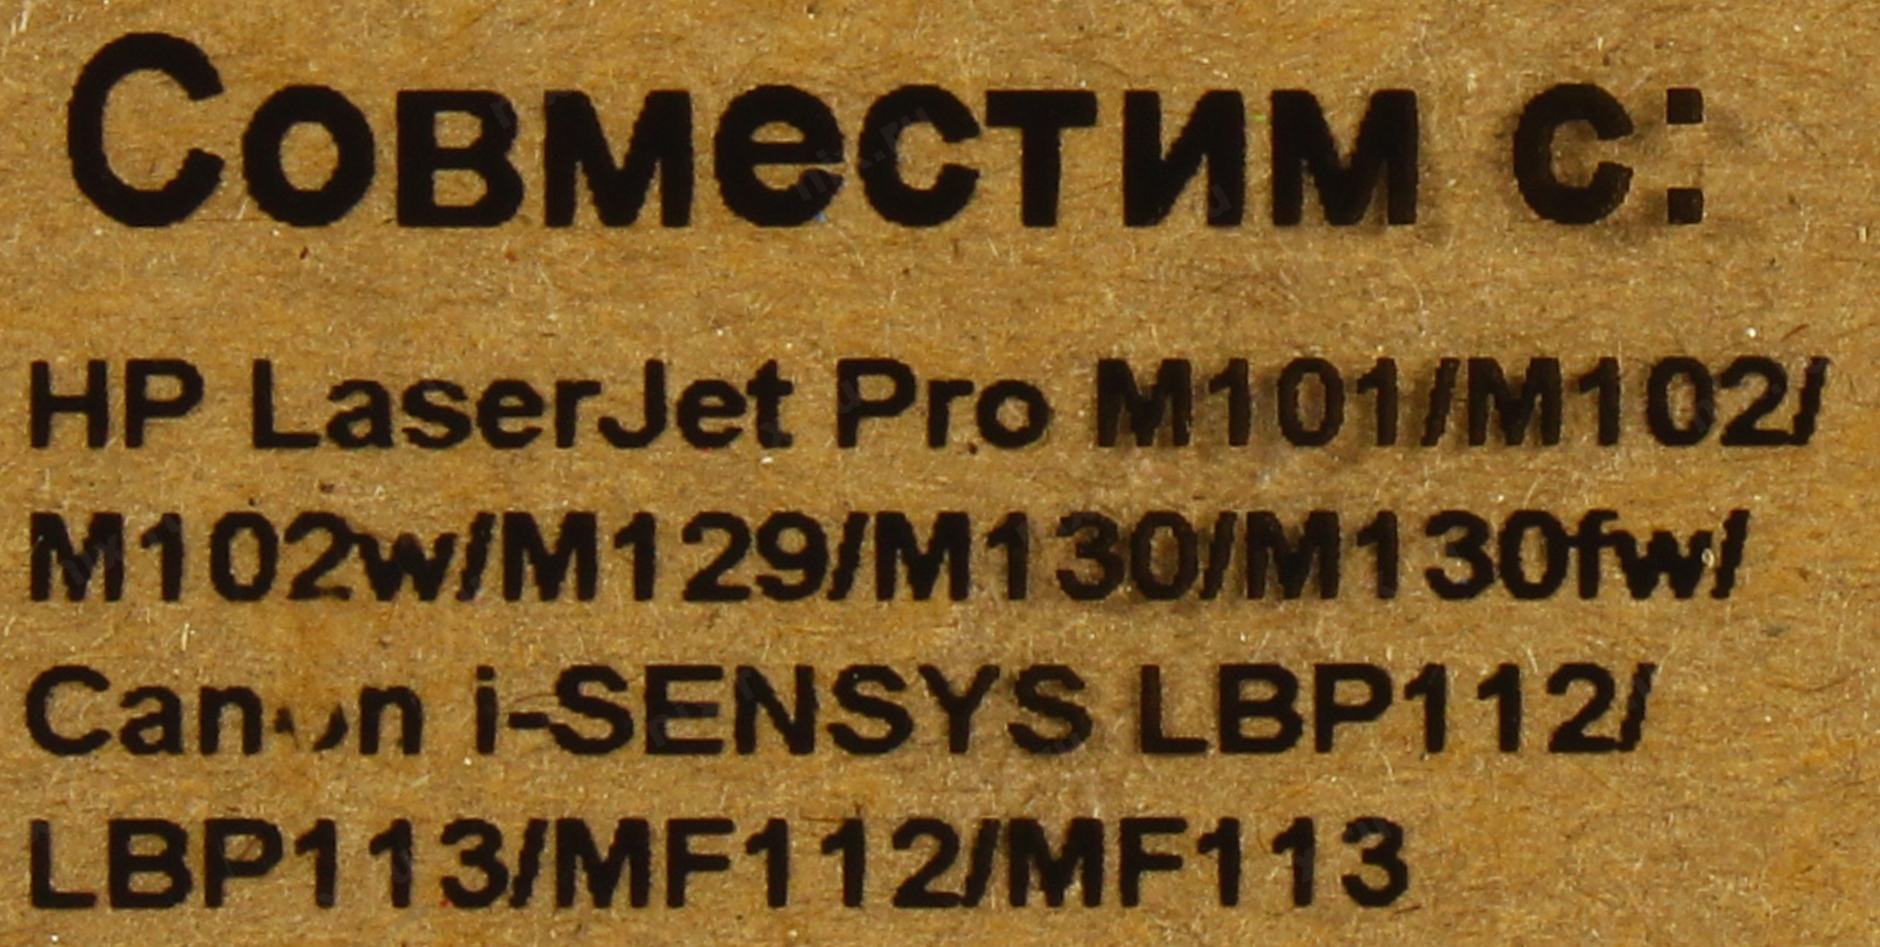 Совместим с:
HP LaserJet Pro M101/M102/
M102w/M129/M130/M130fw/
Canon i-SENSYS LBP112/
LBP113/MF112/MF113